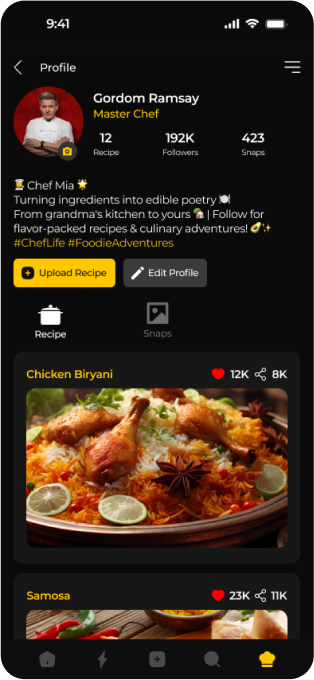 9:41
Profile
Gordom Ramsay
Master Chef
12 192K 423
Recipe Followers Snaps
👨‍🍳 Chef Mia 🌟
Turning ingredients into edible poetry 🍽️
From grandma's kitchen to yours 🏡 | Follow for
flavor-packed recipes & culinary adventures! 🥑✨
#ChefLife #FoodieAdventures
Upload Recipe Edit Profile
Recipe Snaps
Chicken Biryani 12K 8K
Samosa 23K 11K